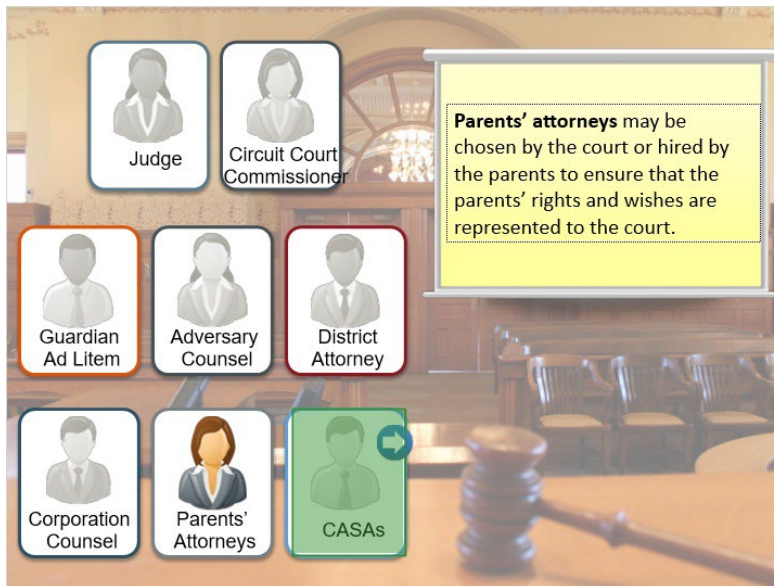 Judge
Circuit Court
Commissioner
Parents’ attorneys may be
chosen by the court or hired by
the parents to ensure that the
parents’ rights and wishes are
represented to the court.
Guardian
Ad Litem
Adversary
Counsel
District
Attorney
Corporation
Counsel
Parents’
Attorneys
CASAs